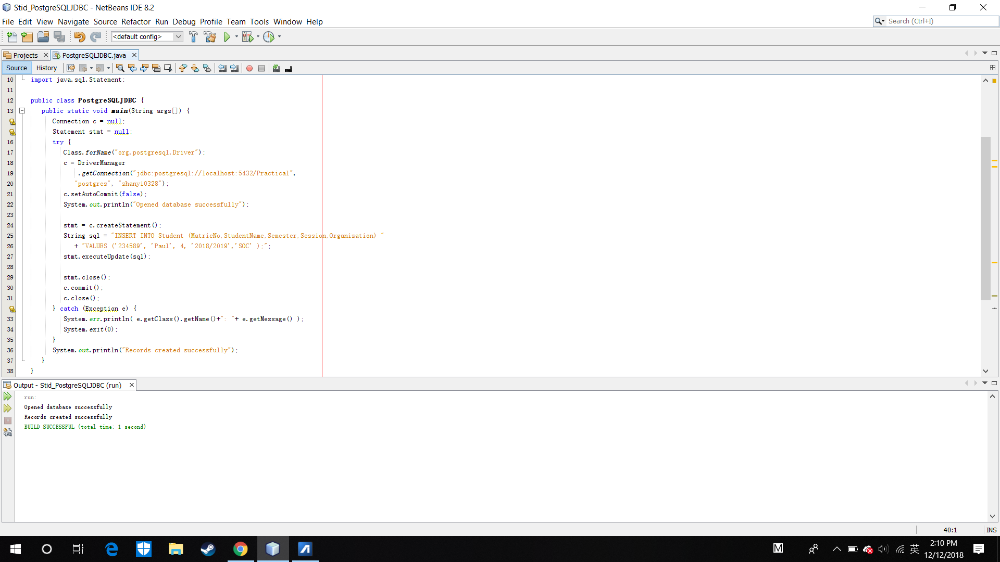 Stid_PostgreSQLJDBC - NetBeans IDE 8.2
File Edit View Navigate Source Refactor Run Debug Profile Team Tools Window Help
Search (Ctrl+I)
<default config>
Projects
PostgreSQLJDBC.java
Source History
10 import java.sql.Statement;
11
12 public class PostgreSQLJDBC {
13 public static void main(String args[]) {
Connection c = null;
Statement stmt = null;
16 try {
17 Class.forName("org.postgresql.Driver");
18 c = DriverManager
19 .getConnection("jdbc:postgresql://localhost:5432/Practical",
20 "postgres", "zhanyi0328");
21 c.setAutoCommit(false);
22 System.out.println("Opened database successfully");
23
24 stmt = c.createStatement();
25 String sql = "INSERT INTO Student (MatricNo,StudentName,Semester,Session,Organization) "
26 + "VALUES ('234589', 'Paul', 4, '2018/2019','SOC' );";
27 stmt.executeUpdate(sql);
28
29 stmt.close();
30 c.commit();
31 c.close();
} catch (Exception e) {
33 System.err.println( e.getClass().getName()+": "+ e.getMessage() );
34 System.exit(0);
35 }
36 System.out.println("Records created successfully");
37 }
38 }
Output - Stid_PostgreSQLJDBC (run)
run:
Opened database successfully
Records created successfully
BUILD SUCCESSFUL (total time: 1 second)
40:1 INS
英
2:10 PM
12/12/2018